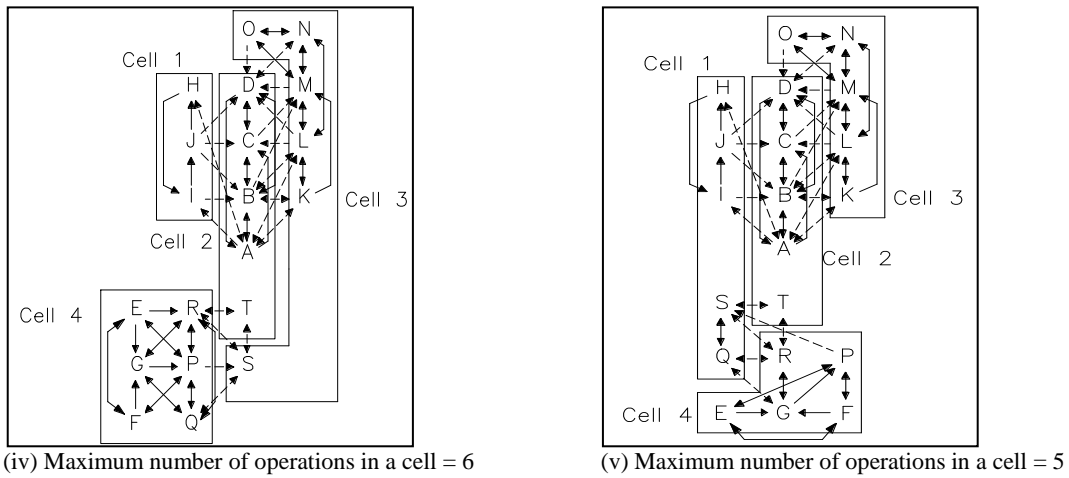 O N
Cell 1
H D M
J C L
I B K
Cell 3
Cell 2
A
Cell 4
E R T
G P S
F Q
(iv) Maximum number of operations in a cell = 6
O N
Cell 1
H D M
J C L
I B K
Cell 3
A
Cell 2
S T
Q R P
Cell 4
E G F
(v) Maximum number of operations in a cell = 5